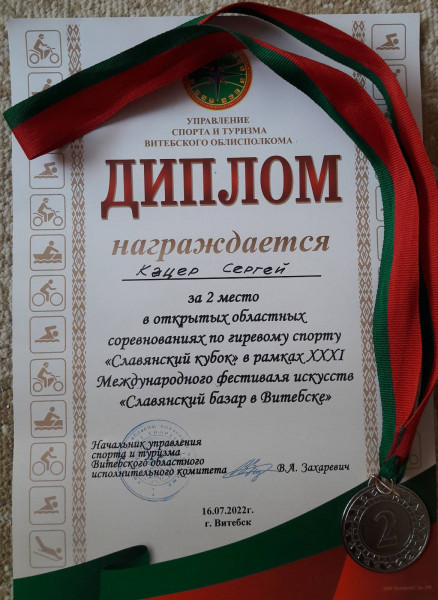 УПРАВЛЕНИЕ
СПОРТА И ТУРИЗМА
ВИТЕБСКОГО ОБЛИСПОЛКОМА
ДИПЛОМ
награждается
Кацер Сергей
за 2 место
в открытых областных
соревнованиях по гиревому спорту
«Славянский кубок» в рамках XXXI
Международного фестиваля искусств
«Славянский базар в Витебске»
Начальник управления
спорта и туризма
Витебского областного
исполнительного комитета В.А. Захаревич
16.07.2022г.
г. Витебск
2